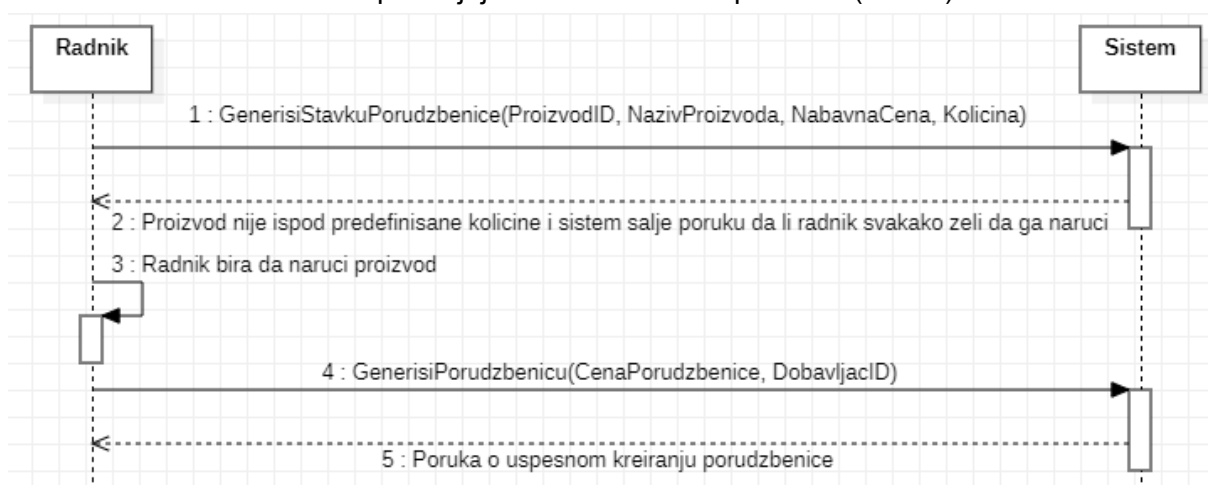 Radnik
Sistem
1 : GenerisiStavkuPorudzbenice(ProizvodID, NazivProizvoda, NabavnaCena, Kolicina)
2 : Proizvod nije ispod predefinisane kolicine i sistem salje poruku da li radnik svakako zeli da ga naruci
3 : Radnik bira da naruci proizvod
4 : GenerisiPorudzbenicu(CenaPorudzbenice, DobavljacID)
5 : Poruka o uspesnom kreiranju porudzbenice